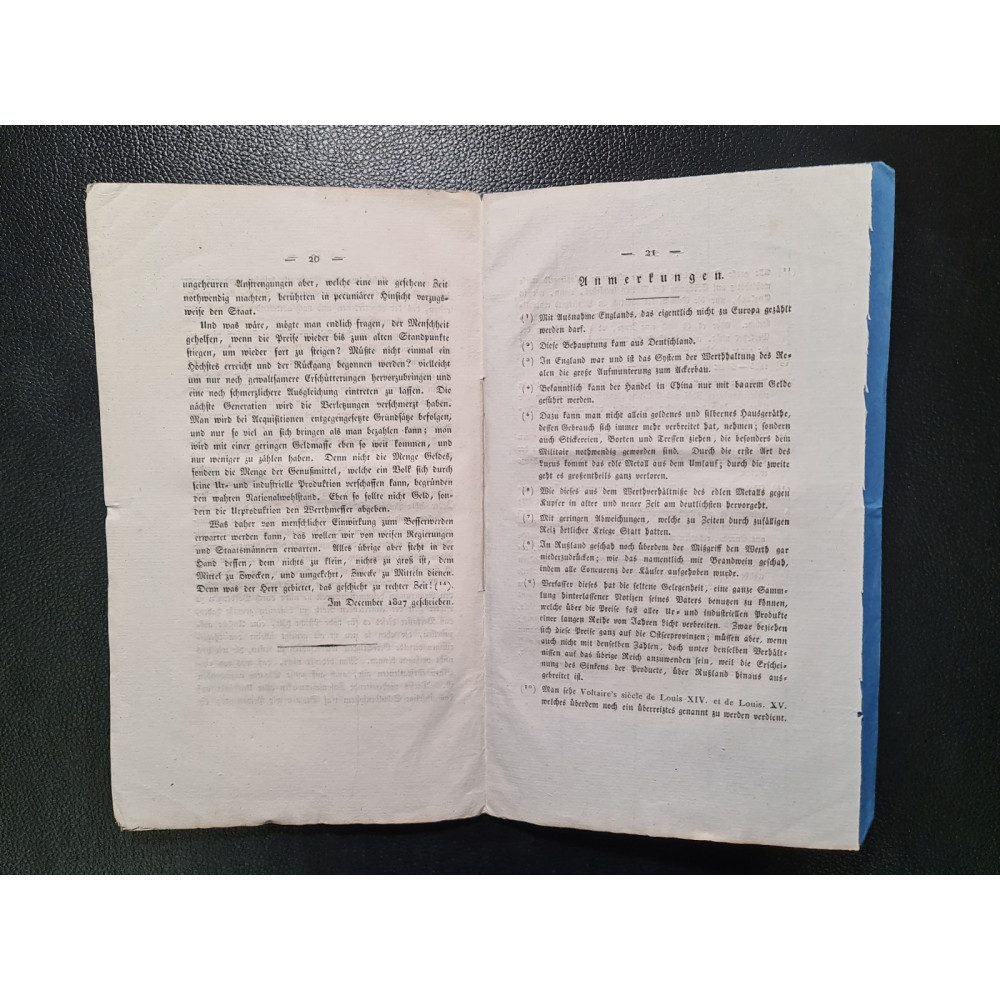 — 20 —
ungeheuren Anstrengungen aber, welche eine nie gesehene Zeit
nothwendig machten, berührten in pecuniärer Hinsicht vorzugs-
weise den Staat.
Und was wäre, mögte man endlich fragen, der Menschheit
geholfen, wenn die Preise wieder bis zum alten Standpunkte
stiegen, um wieder fort zu steigen? Müßte nicht einmal ein
Höchstes erreicht und der Rückgang begonnen werden? vielleicht
um nur noch gewaltsamere Erschütterungen hervorzubringen und
eine noch schmerzlichere Ausgleichung eintreten zu lassen. Die
nächste Generation wird die Verletzungen verschmerzt haben.
Man wird bei Acquisitionen entgegengesetzte Grundsätze befolgen,
und nur so viel an sich bringen als man bezahlen kann; man
wird mit einer geringen Geldmasse eben so weit kommen, und
nur weniger zu zählen haben. Denn nicht die Menge Geldes,
sondern die Menge der Genußmittel, welche ein Volk sich durch
seine Ur- und industrielle Produktion verschaffen kann, begründen
den wahren Nationalwohlstand. Eben so sollte nicht Geld, son-
dern die Urproduktion den Werthmesser abgeben.
Was daher von menschlicher Einwirkung zum Besserwerden
erwartet werden kann, das wollen wir von weisen Regierungen
und Staatsmännern erwarten. Alles übrige aber steht in der
Hand dessen, dem nichts zu klein, nichts zu groß ist, dem
Mittel zu Zwecken, und umgekehrt, Zwecke zu Mitteln dienen.
Denn was der Herr gebietet, das geschieht zu rechter Zeit! (¹²).
Im December 1827 geschrieben.
— 21 —
Anmerkungen.
(¹) Mit Ausnahme Englands, das eigentlich nicht zu Europa gezählt
werden darf.
(²) Diese Behauptung kam aus Deutschland.
(³) In England war und ist das System der Werthhaltung des Re-
alen die große Aufmunterung zum Ackerbau.
(⁴) Bekanntlich kann der Handel in China nur mit baarem Gelde
geführt werden.
(⁵) Dazu kann man nicht allein goldenes und silbernes Hausgeräthe,
dessen Gebrauch sich immer mehr verbreitet hat, nehmen; sondern
auch Stickereien, Borten und Tressen ziehen, die besonders dem
Militair nothwendig geworden sind. Durch die erste Art des
Luxus kommt das edle Metall aus dem Umlauf; durch die zweite
geht es großentheils ganz verloren.
(⁶) Wie dieses aus dem Werthverhältniße des edlen Metalls gegen
Kupfer in alter und neuer Zeit am deutlichsten hervorgeht.
(⁷) Mit geringen Abweichungen, welche zu Zeiten durch zufälligen
Reiz örtlicher Kriege Statt hatten.
(⁸) In Rußland geschah noch überdem der Mißgriff den Werth gar
niederzudrücken; wie das namentlich mit Brandwein geschah,
indem alle Concurenz der Käufer aufgehoben wurde.
(⁹) Verfasser dieses hat die seltene Gelegenheit, eine ganze Samm-
lung hinterlassener Notizen seines Vaters benutzen zu können,
welche über die Preise fast aller Ur- und industriellen Produkte
einer langen Reihe von Jahren Licht verbreiten. Zwar beziehen
sich diese Preise ganz auf die Ostseeprovinzen; müssen aber, wenn
auch nicht mit denselben Zahlen, doch unter denselben Verhält-
nissen auf das übrige Reich anzuwenden sein, weil die Erschei-
nung des Sinkens der Producte, über Rußland hinaus aus-
gebreitet ist.
(¹⁰) Man sehe Voltaire's siècle de Louis XIV. et de Louis. XV.
welches überdem noch ein überreiztes genannt zu werden verdient.